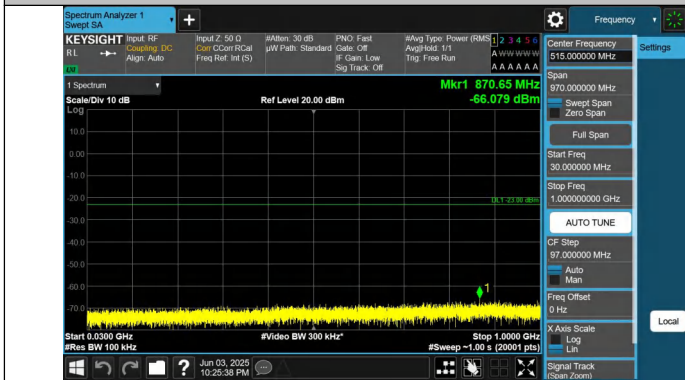 Spectrum Analyzer 1
Swept SA
Frequency
KEYSIGHT
RL
Input: RF
Coupling: DC
Align: Auto
Input Z: 50 Ω
Corr CCorr RCal
Freq Ref: Int (S)
#Atten: 30 dB
µW Path: Standard
PNO: Fast
Gate: Off
IF Gain: Low
Sig Track: Off
#Avg Type: Power (RMS
Avg|Hold: 1/1
Trig: Free Run
1 2 3 4 5 6
A W W W W W
A A A A A A
1 Spectrum
Scale/Div 10 dB
Log
Ref Level 20.00 dBm
Mkr1 870.65 MHz
-66.079 dBm
10.0
0.00
-10.0
-20.0
-30.0
-40.0
-50.0
-60.0
-70.0
DL1 -23.00 dBm
1
Start 0.0300 GHz
#Res BW 100 kHz
#Video BW 300 kHz*
Stop 1.0000 GHz
#Sweep ~1.00 s (20001 pts)
Jun 03, 2025
10:25:38 PM
Center Frequency
515.000000 MHz
Settings
Span
970.000000 MHz
Swept Span
Zero Span
Full Span
Start Freq
30.000000 MHz
Stop Freq
1.000000000 GHz
AUTO TUNE
CF Step
97.000000 MHz
Auto
Man
Freq Offset
0 Hz
X Axis Scale
Log
Lin
Local
Signal Track
(Span Zoom)